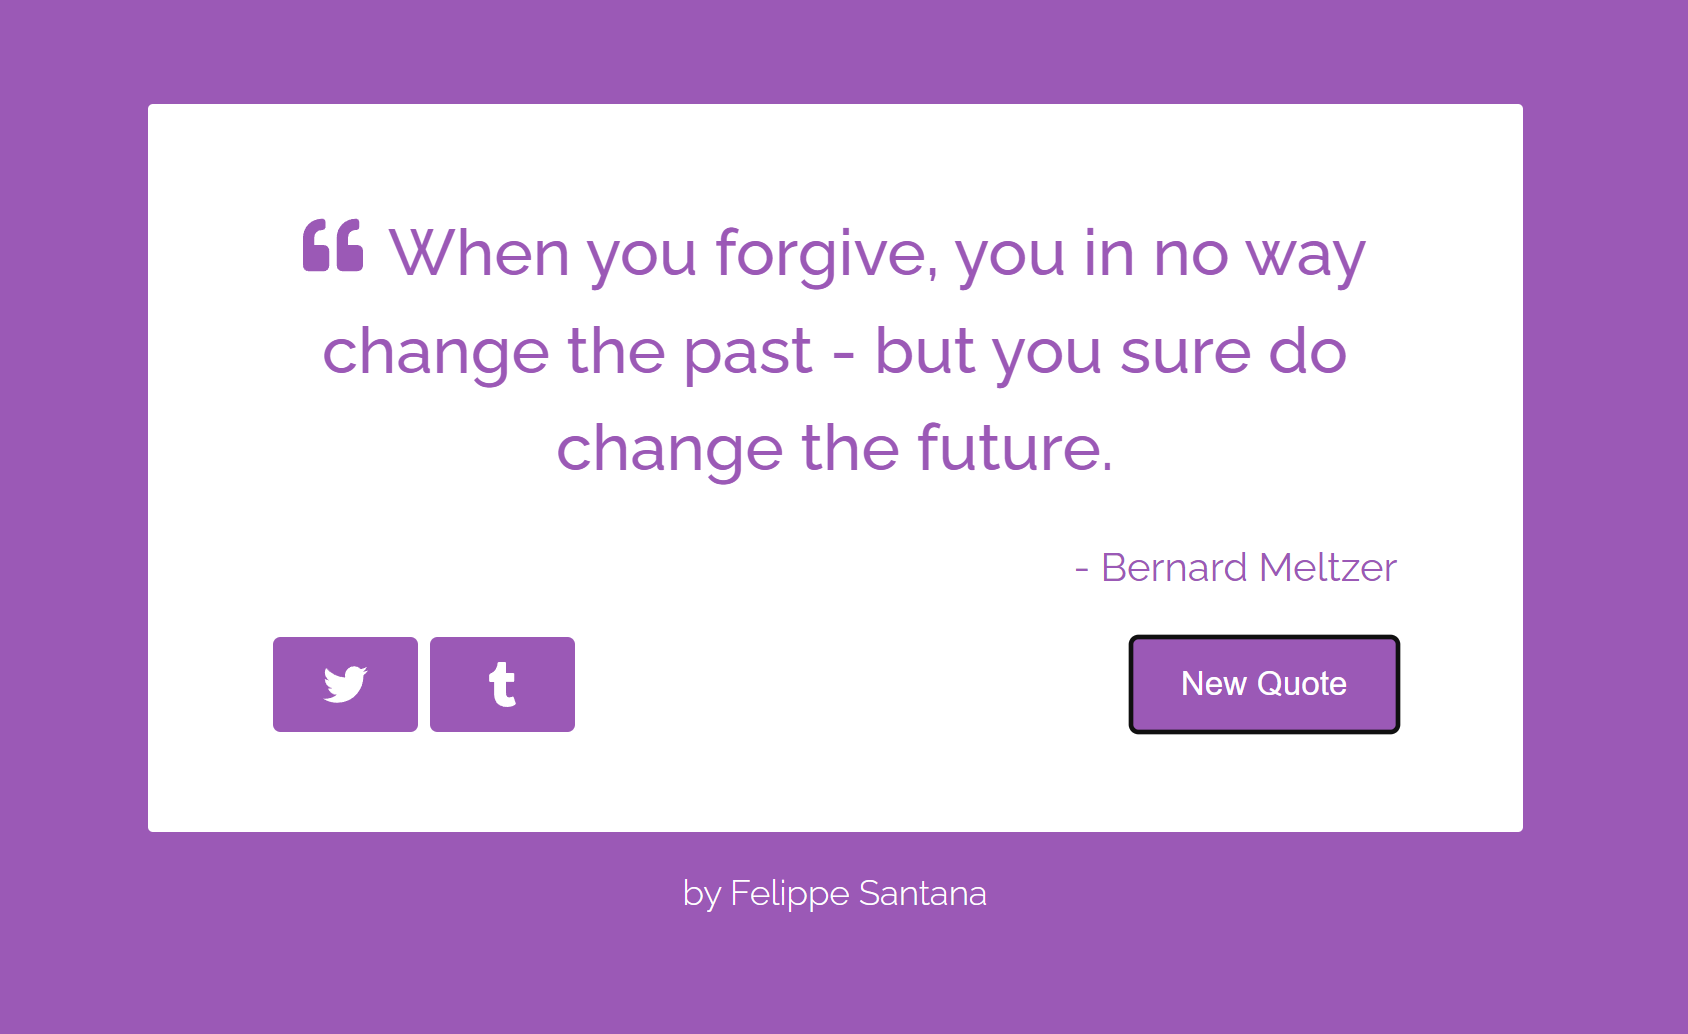 When you forgive, you in no way
change the past - but you sure do
change the future.
- Bernard Meltzer
New Quote
by Felippe Santana